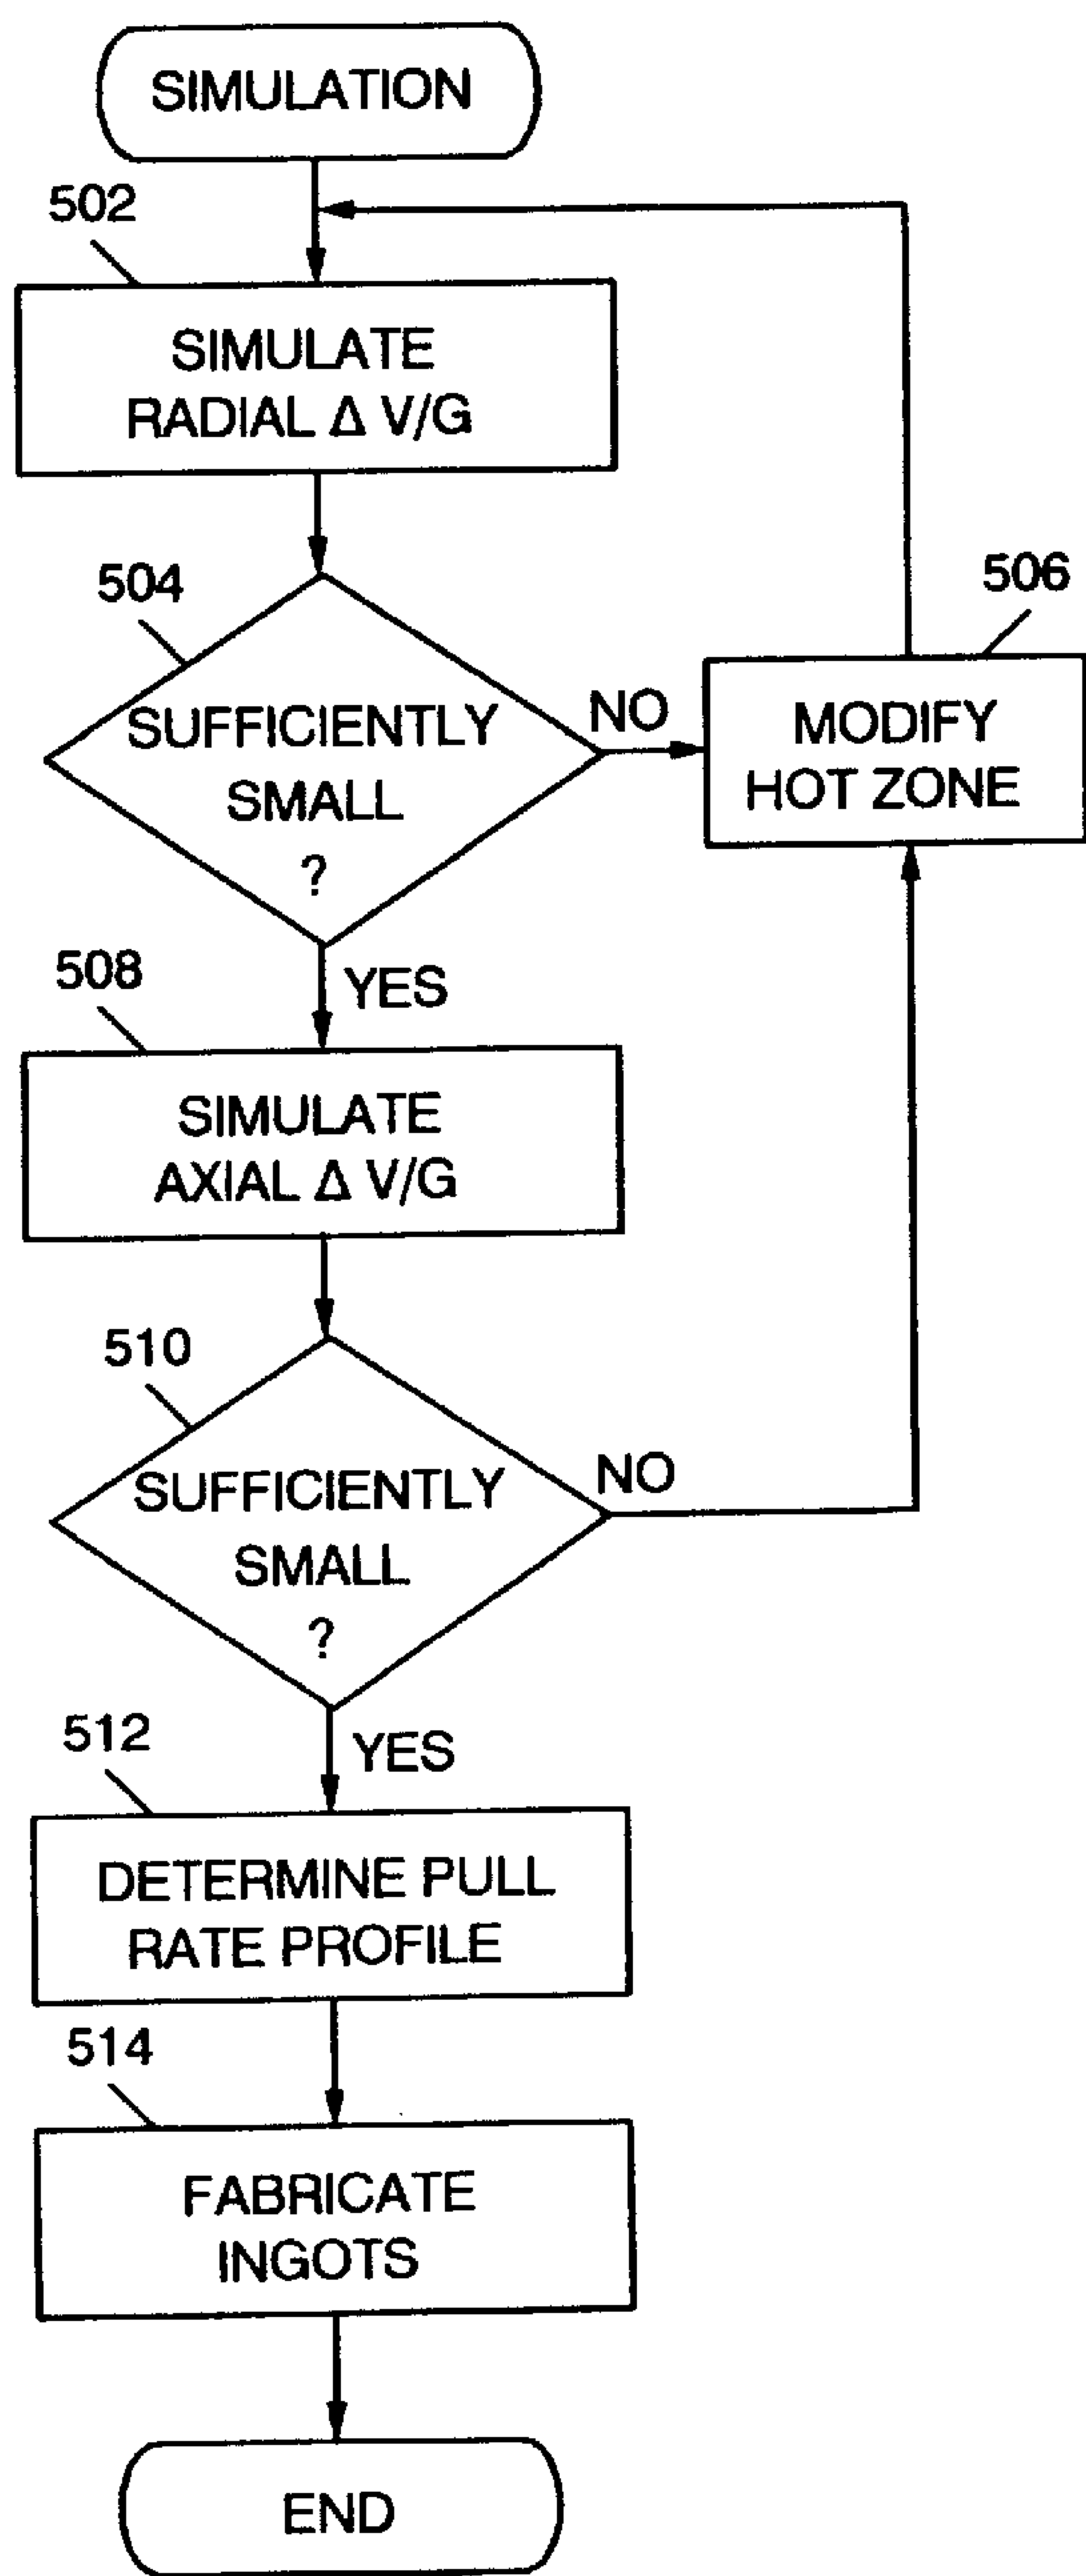 SIMULATION
502
SIMULATE
RADIAL Δ V/G
504
SUFFICIENTLY
SMALL
?
NO
506
MODIFY
HOT ZONE
YES
508
SIMULATE
AXIAL Δ V/G
510
SUFFICIENTLY
SMALL
?
NO
YES
512
DETERMINE PULL
RATE PROFILE
514
FABRICATE
INGOTS
END